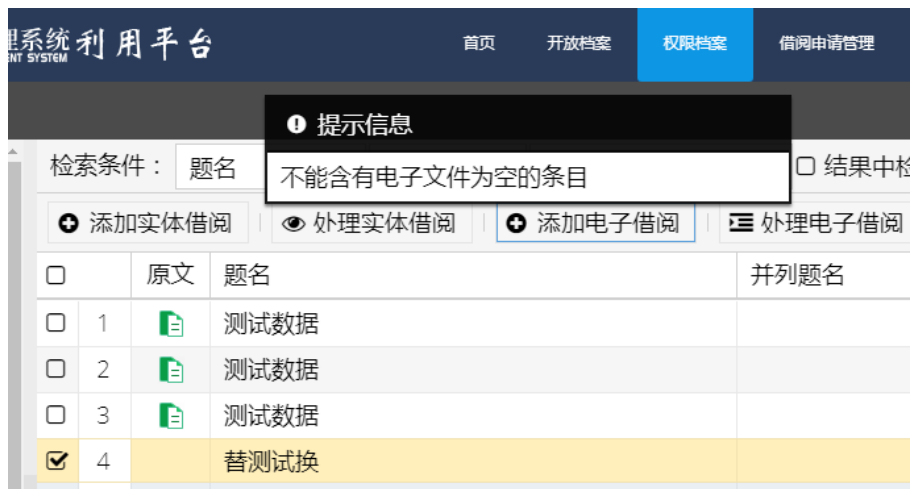 理系统利用平台
ENT SYSTEM
首页 开放档案 权限档案 借阅申请管理
提示信息
不能含有电子文件为空的条目
检索条件： 题名 结果中检
添加实体借阅 处理实体借阅 添加电子借阅 处理电子借阅
原文 题名 并列题名
1 测试数据
2 测试数据
3 测试数据
4 替测试换